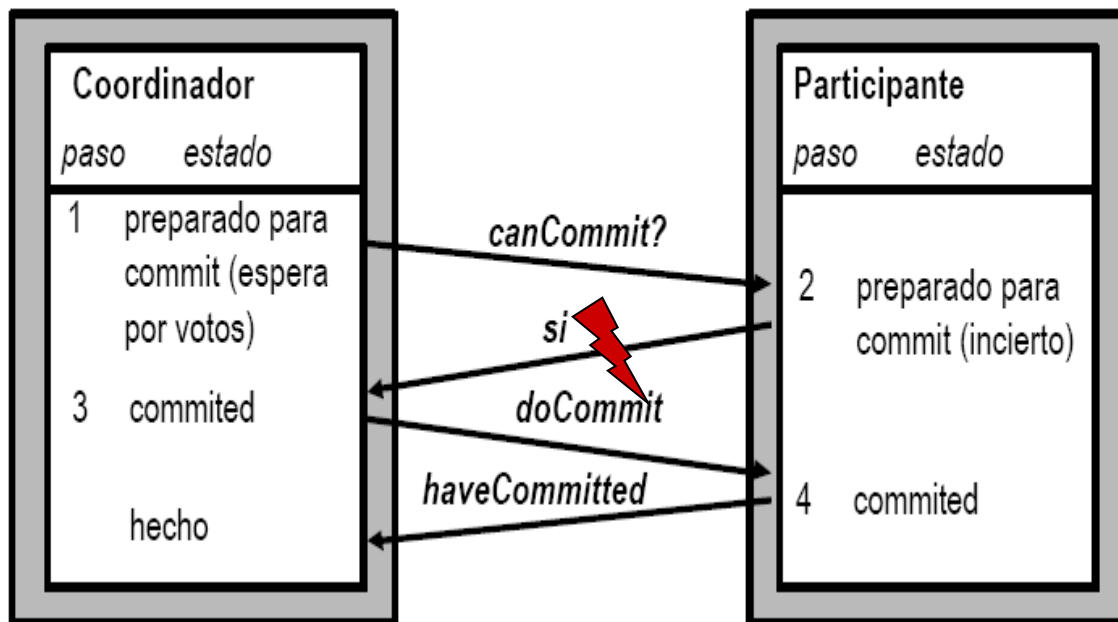 Coordinador
paso estado
1 preparado para
commit (espera
por votos)
3 commited
hecho
canCommit?
si
doCommit
haveCommitted
Participante
paso estado
2 preparado para
commit (incierto)
4 commited